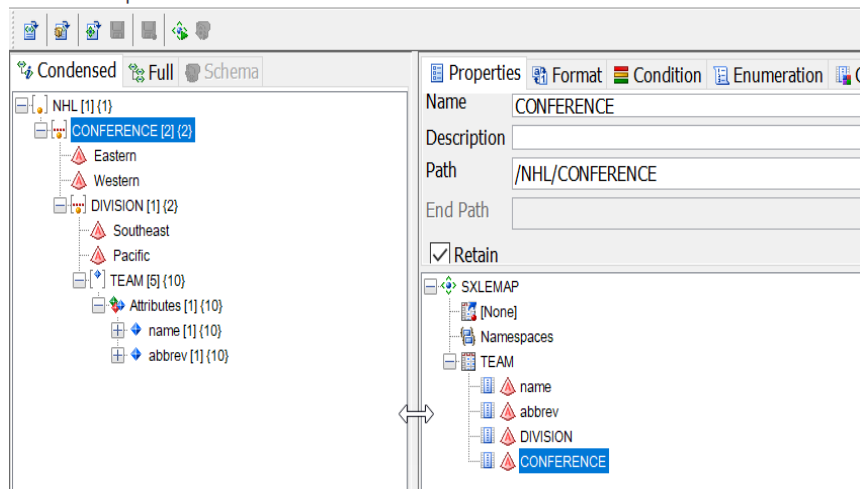 Condensed Full Schema
NHL [1] {1}
CONFERENCE [2] {2}
Eastern
Western
DIVISION [1] {2}
Southeast
Pacific
TEAM [5] {10}
Attributes [1] {10}
name [1] {10}
abbrev [1] {10}
Properties Format Condition Enumeration
Name CONFERENCE
Description
Path /NHL/CONFERENCE
End Path
Retain
SXLEMAP
[None]
Namespaces
TEAM
name
abbrev
DIVISION
CONFERENCE